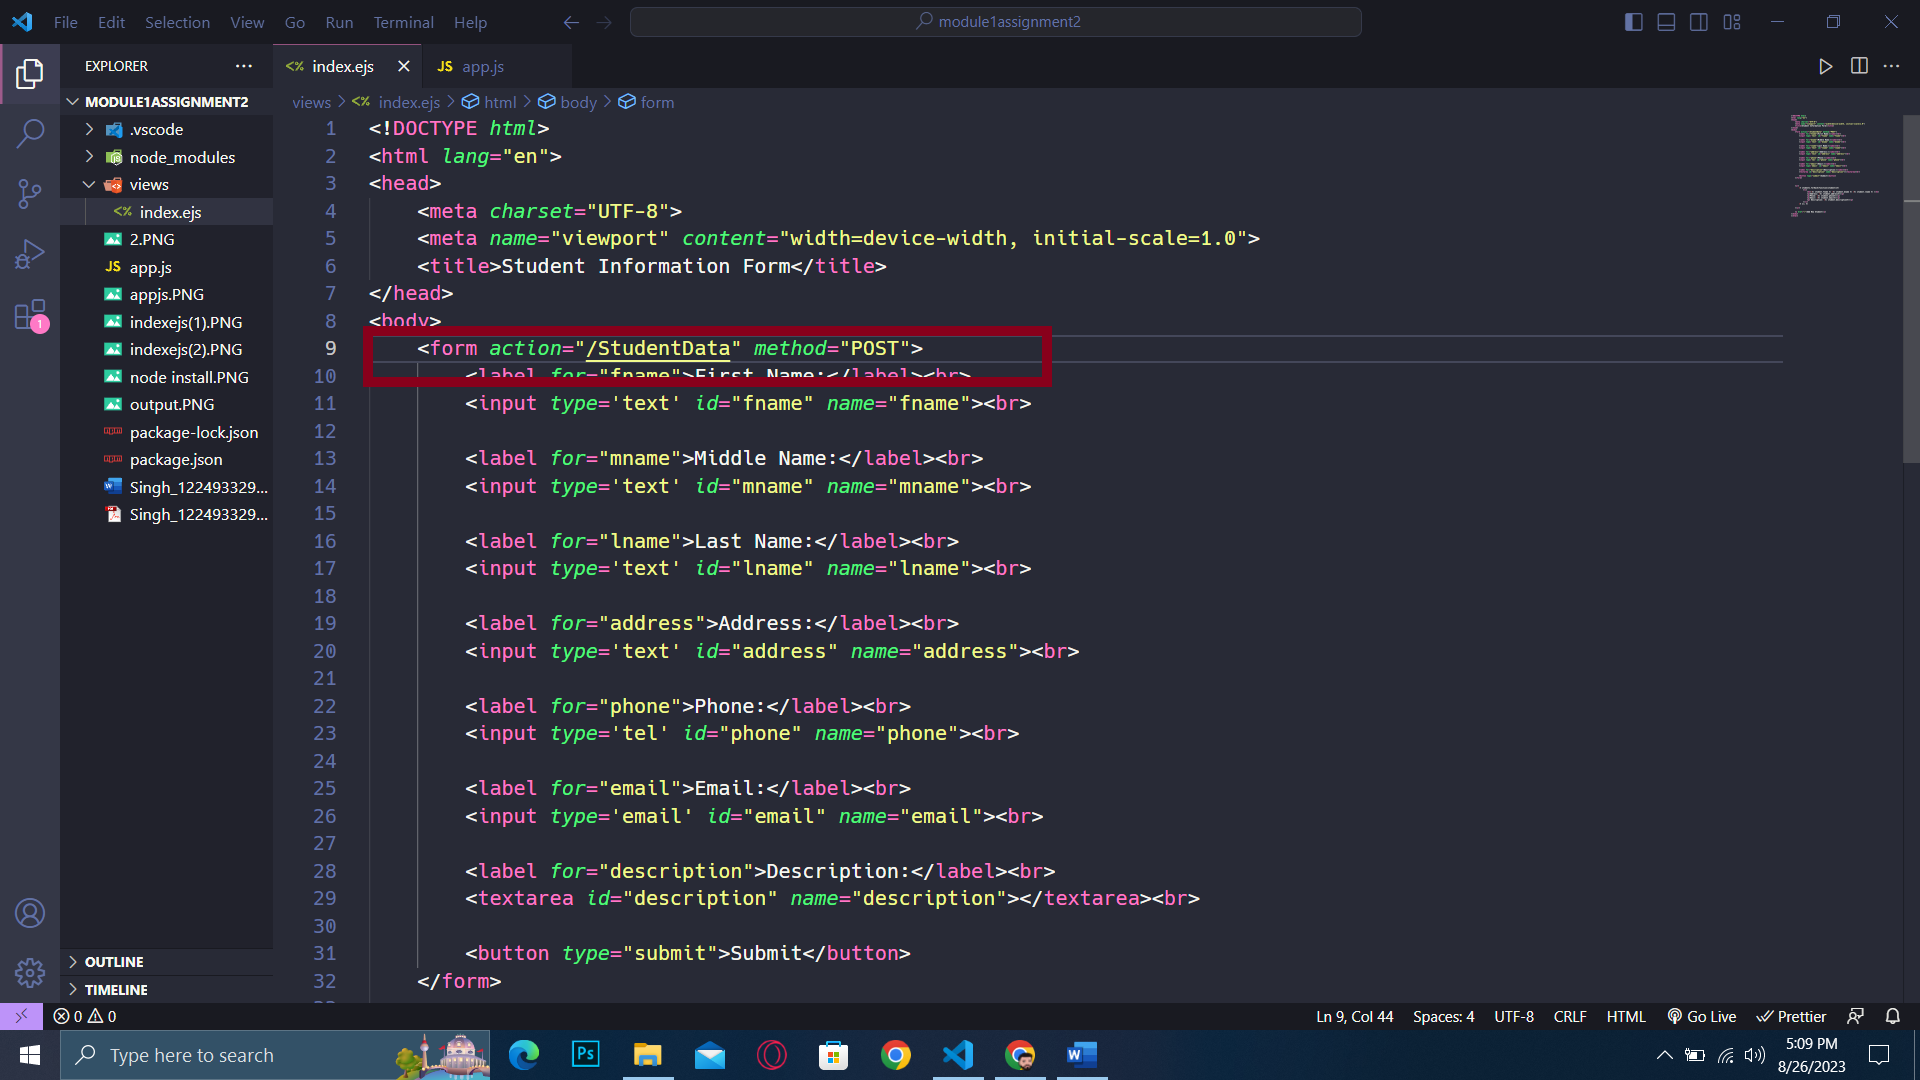 File Edit Selection View Go Run Terminal Help
module1assignment2
EXPLORER
index.ejs
JS app.js
MODULE1ASSIGNMENT2
views > index.ejs > html > body > form
.vscode
node_modules
views
index.ejs
2.PNG
JS app.js
appjs.PNG
indexejs(1).PNG
indexejs(2).PNG
node install.PNG
output.PNG
package-lock.json
package.json
Singh_122493329...
Singh_122493329...
OUTLINE
TIMELINE
1
1 <!DOCTYPE html>
2 <html lang="en">
3 <head>
4 <meta charset="UTF-8">
5 <meta name="viewport" content="width=device-width, initial-scale=1.0">
6 <title>Student Information Form</title>
7 </head>
8 <body>
9 <form action="/StudentData" method="POST">
10 <label for="fname">First Name:</label><br>
11 <input type='text' id="fname" name="fname"><br>
12
13 <label for="mname">Middle Name:</label><br>
14 <input type='text' id="mname" name="mname"><br>
15
16 <label for="lname">Last Name:</label><br>
17 <input type='text' id="lname" name="lname"><br>
18
19 <label for="address">Address:</label><br>
20 <input type='text' id="address" name="address"><br>
21
22 <label for="phone">Phone:</label><br>
23 <input type='tel' id="phone" name="phone"><br>
24
25 <label for="email">Email:</label><br>
26 <input type='email' id="email" name="email"><br>
27
28 <label for="description">Description:</label><br>
29 <textarea id="description" name="description"></textarea><br>
30
31 <button type="submit">Submit</button>
32 </form>
0 0
Ln 9, Col 44 Spaces: 4 UTF-8 CRLF HTML Go Live Prettier
Type here to search
Ps
5:09 PM
8/26/2023